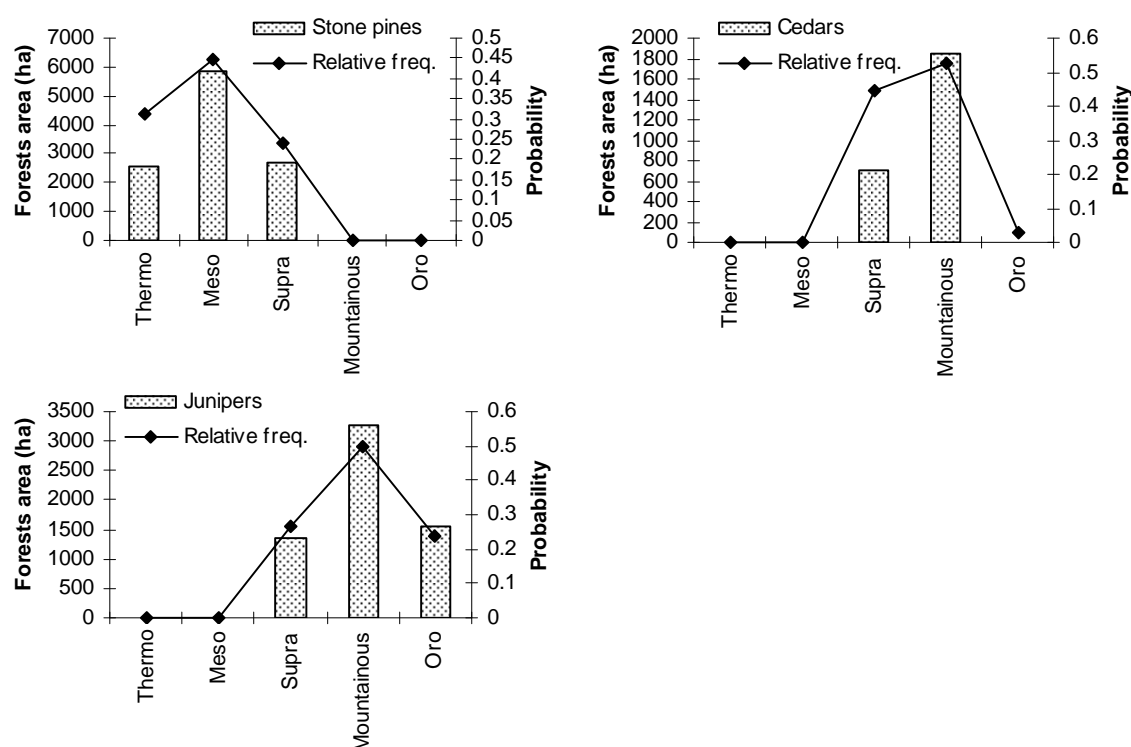 Stone pines
Relative freq.
Forests area (ha)
7000
6000
5000
4000
3000
2000
1000
0
0.5
0.45
0.4
0.35
0.3
0.25
0.2
0.15
0.1
0.05
0
Probability
Thermo
Meso
Supra
Mountainous
Oro
Cedars
Relative freq.
Forests area (ha)
2000
1800
1600
1400
1200
1000
800
600
400
200
0
0.6
0.5
0.4
0.3
0.2
0.1
0
Probability
Thermo
Meso
Supra
Mountainous
Oro
Junipers
Relative freq.
Forests area (ha)
3500
3000
2500
2000
1500
1000
500
0
0.6
0.5
0.4
0.3
0.2
0.1
0
Probability
Thermo
Meso
Supra
Mountainous
Oro